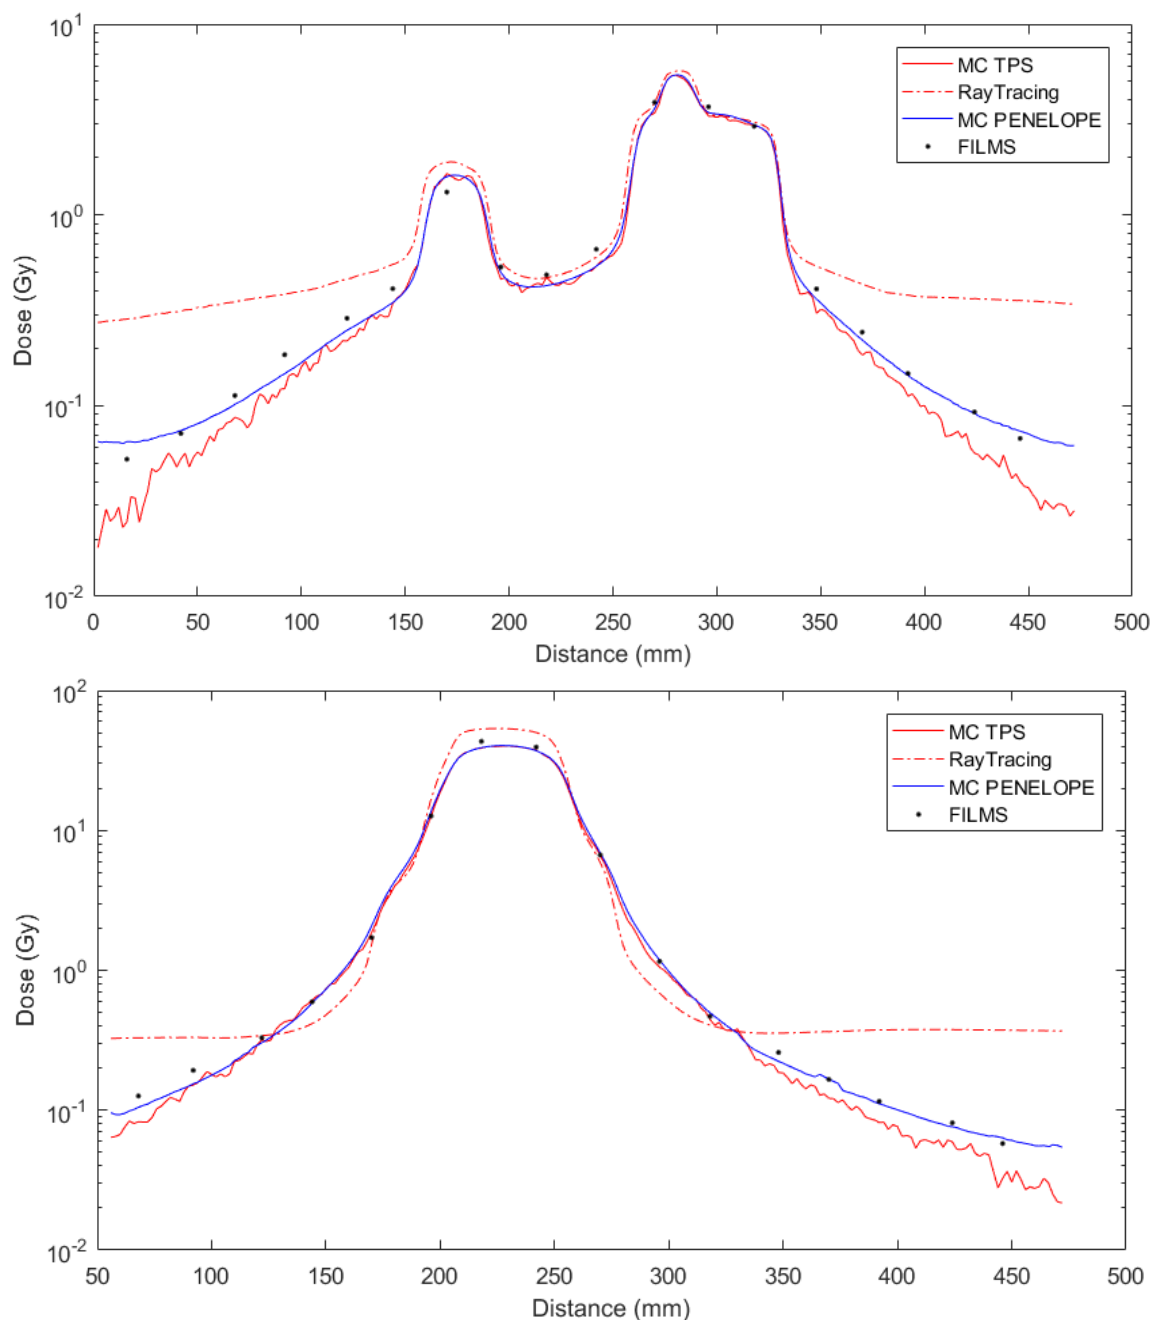 10^1
10^0
10^-1
10^-2
Dose (Gy)
0 50 100 150 200 250 300 350 400 450 500
Distance (mm)
MC TPS
RayTracing
MC PENELOPE
FILMS
10^2
10^1
10^0
10^-1
10^-2
Dose (Gy)
50 100 150 200 250 300 350 400 450 500
Distance (mm)
MC TPS
RayTracing
MC PENELOPE
FILMS